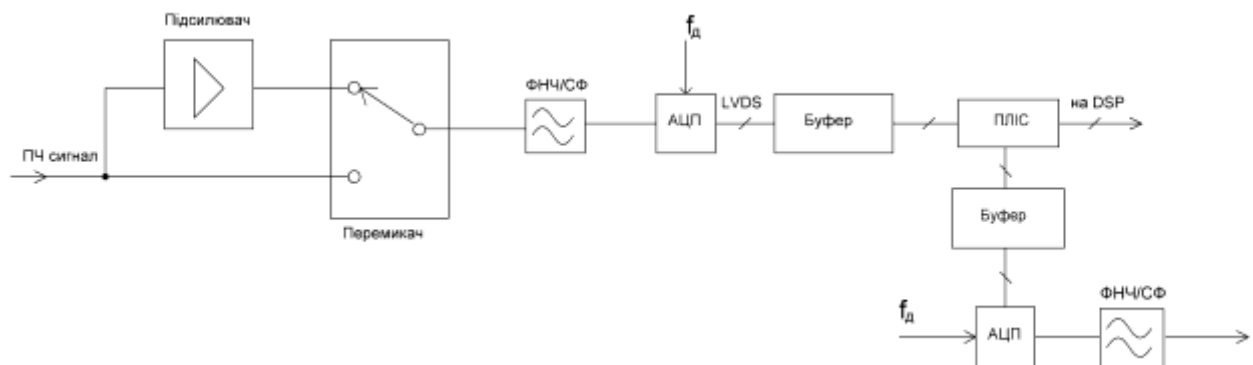 Підсилювач
fд
ФНЧ/СФ
LVDS
на DSP
АЦП
Буфер
ПЛІС
ПЧ сигнал
Перемикач
Буфер
fд
АЦП
ФНЧ/СФ